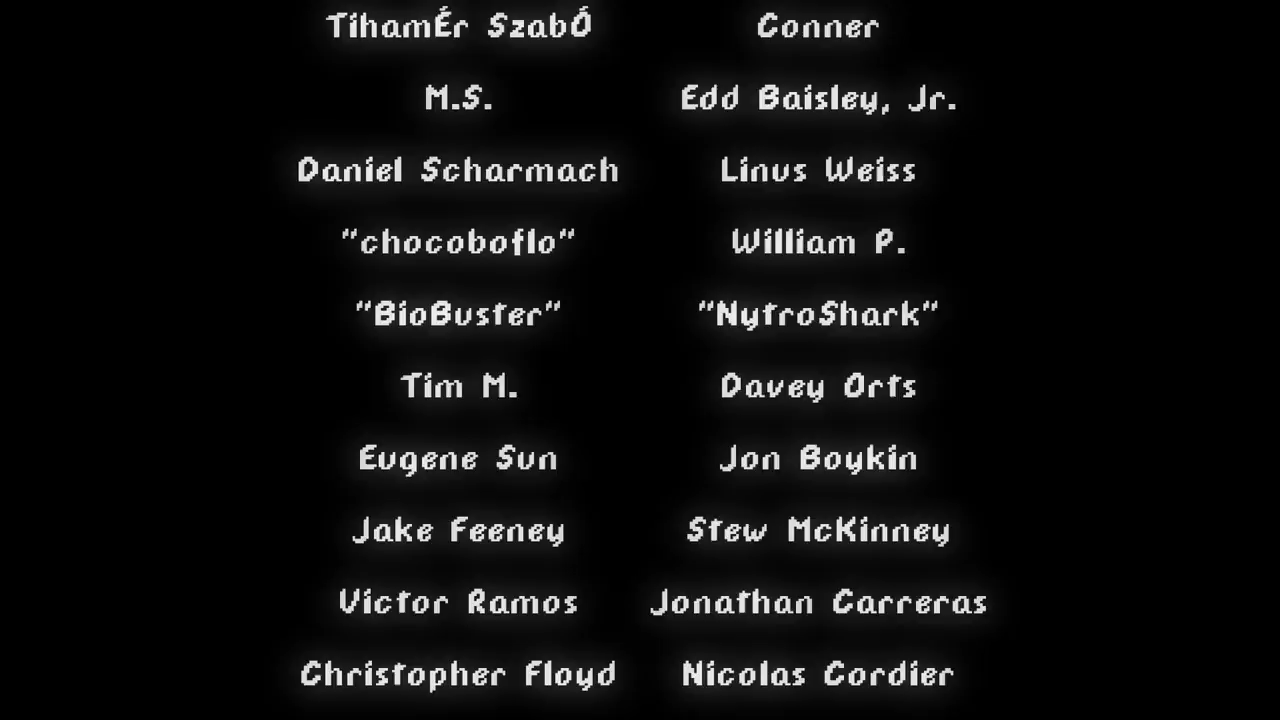 TihamÉr SzabÓ Conner
M.S. Edd Baisley, Jr.
Daniel Scharmach Linus Weiss
"chocoboflo" William P.
"BioBuster" "NytroShark"
Tim M. Davey Orts
Eugene Sun Jon Boykin
Jake Feeney Stew McKinney
Victor Ramos Jonathan Carreras
Christopher Floyd Nicolas Cordier